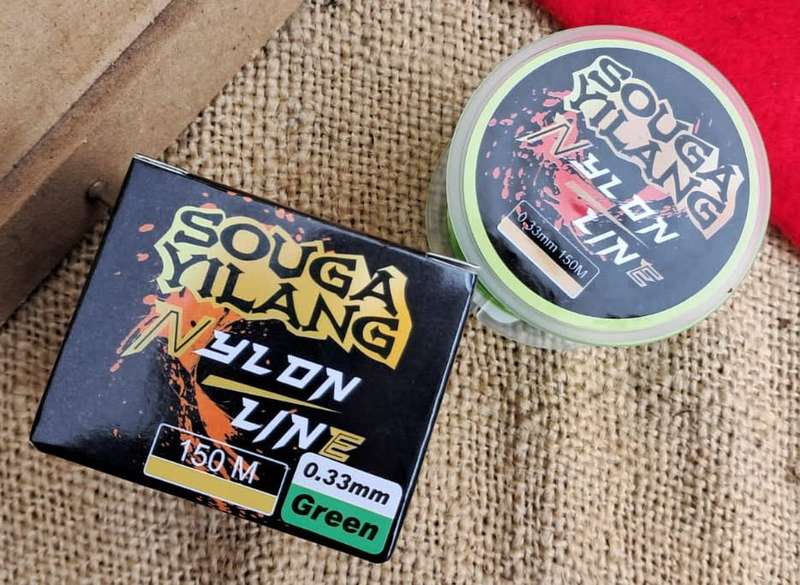 SOUGA
YILANG
NYLON
LINE
150 M
0.33mm
Green
SOUGA
YILANG
NYLON
LINE
0.33mm 150M